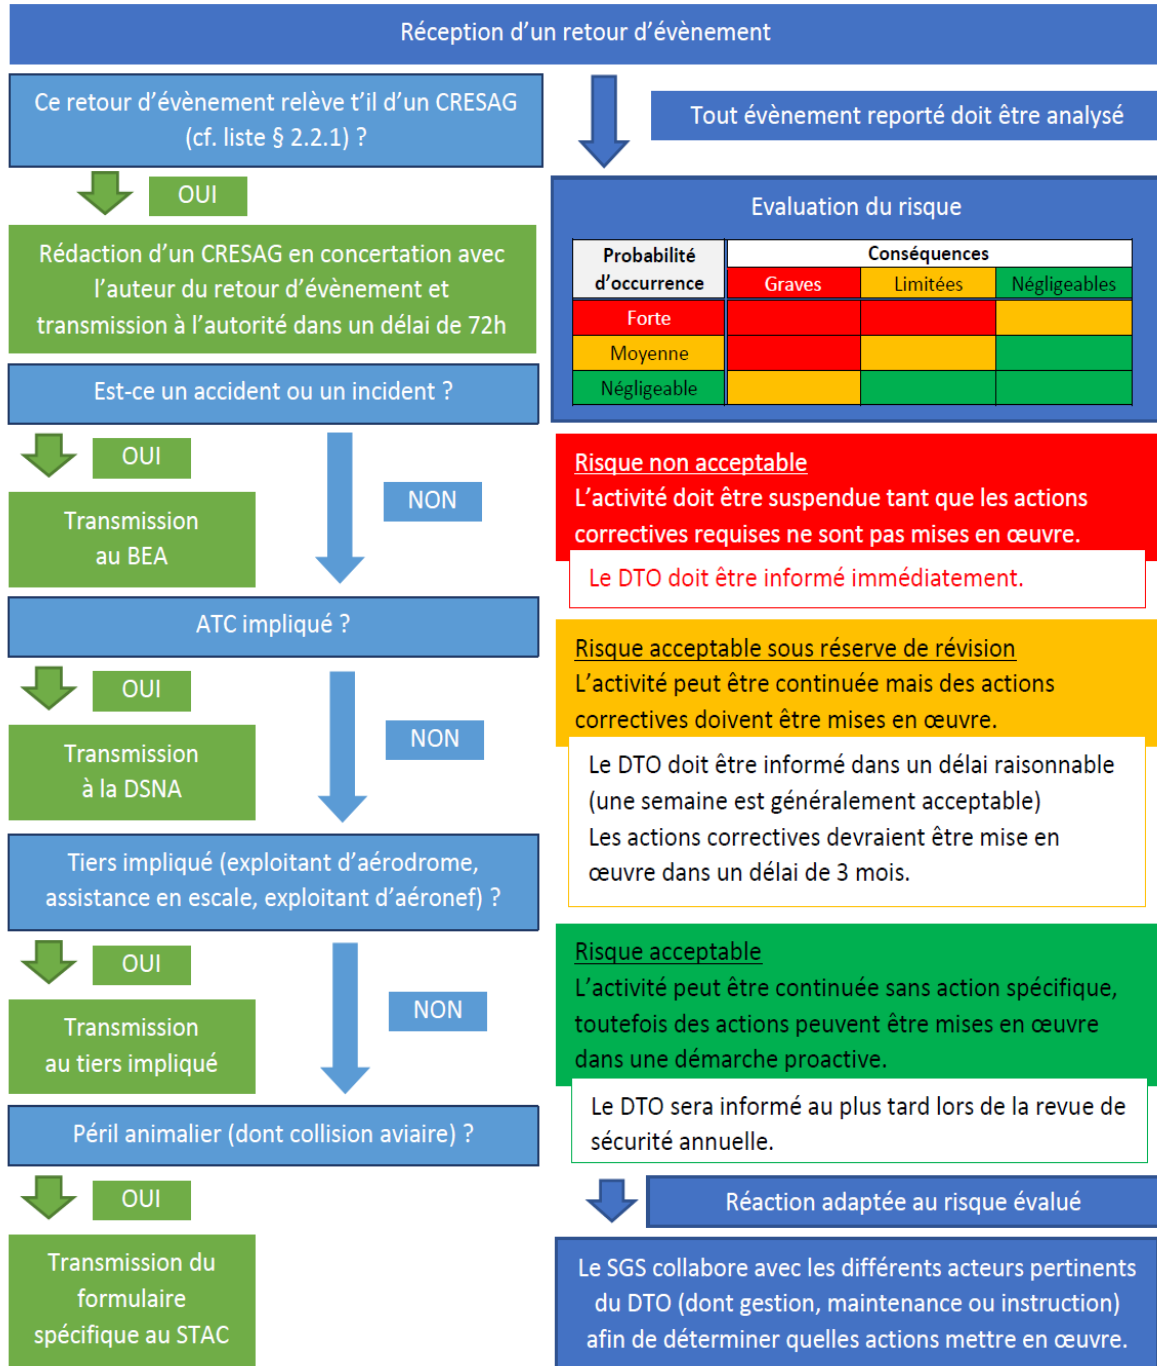 Réception d'un retour d'évènement
Ce retour d'évènement relève t'il d'un CRESAG
(cf. liste § 2.2.1) ?
OUI
Rédaction d'un CRESAG en concertation avec
l'auteur du retour d'évènement et
transmission à l'autorité dans un délai de 72h
Est-ce un accident ou un incident ?
OUI
NON
Transmission
au BEA
ATC impliqué ?
OUI
NON
Transmission
à la DSNA
Tiers impliqué (exploitant d'aérodrome,
assistance en escale, exploitant d'aéronef) ?
OUI
NON
Transmission
au tiers impliqué
Péril animalier (dont collision aviaire) ?
OUI
Transmission du
formulaire
spécifique au STAC
Tout évènement reporté doit être analysé
Evaluation du risque
Probabilité
d'occurrence
Conséquences
Graves
Limitées
Négligeables
Forte
Moyenne
Négligeable
Risque non acceptable
L'activité doit être suspendue tant que les actions
correctives requises ne sont pas mises en œuvre.
Le DTO doit être informé immédiatement.
Risque acceptable sous réserve de révision
L'activité peut être continuée mais des actions
correctives doivent être mises en œuvre.
Le DTO doit être informé dans un délai raisonnable
(une semaine est généralement acceptable)
Les actions correctives devraient être mise en
œuvre dans un délai de 3 mois.
Risque acceptable
L'activité peut être continuée sans action spécifique,
toutefois des actions peuvent être mises en œuvre
dans une démarche proactive.
Le DTO sera informé au plus tard lors de la revue de
sécurité annuelle.
Réaction adaptée au risque évalué
Le SGS collabore avec les différents acteurs pertinents
du DTO (dont gestion, maintenance ou instruction)
afin de déterminer quelles actions mettre en œuvre.